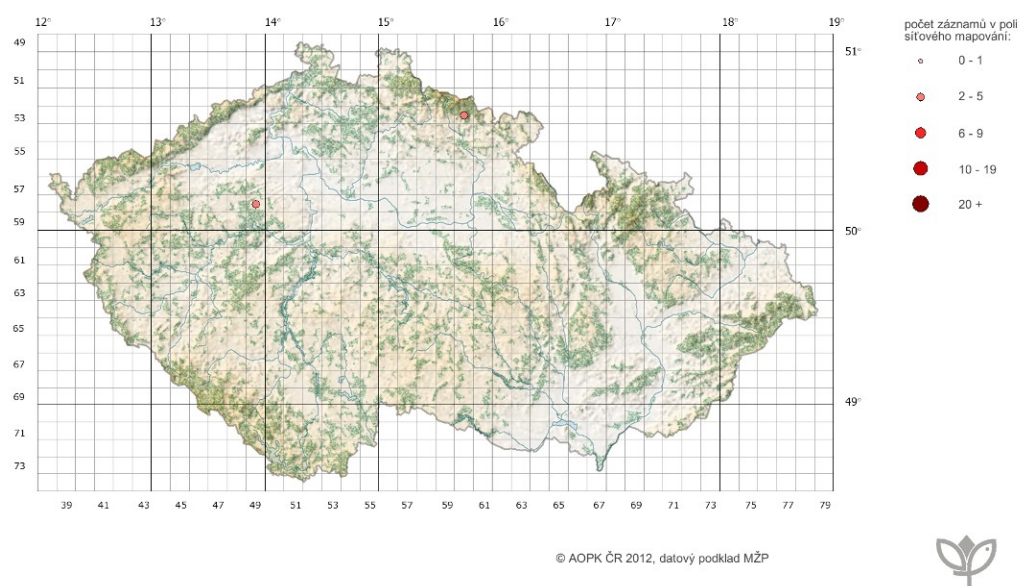 12° 13° 14° 15° 16° 17° 18° 19°
počet záznamů v poli
síťového mapování:
49
51°
0 - 1
51
2 - 5
53
6 - 9
55
10 - 19
57
20 +
59
50°
61
63
65
67
69
49°
71
73
39 41 43 45 47 49 51 53 55 57 59 61 63 65 67 69 71 73 75 77 79
© AOPK ČR 2012, datový podklad MŽP